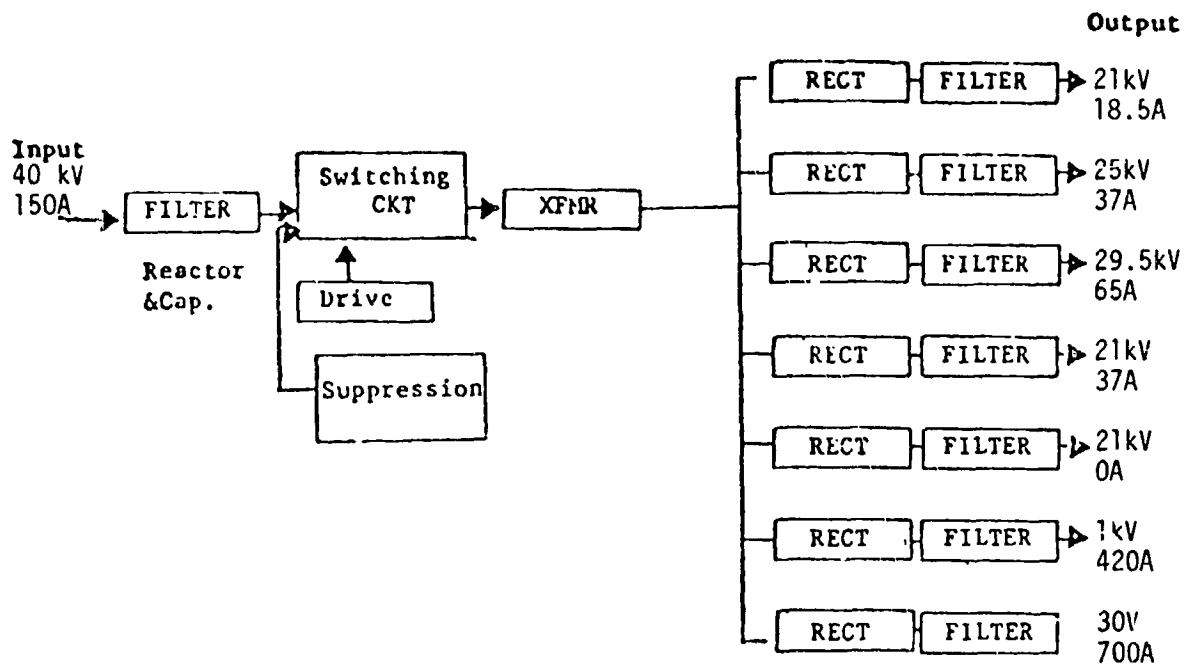 Output
RECT FILTER 21kV
18.5A
Input
40 kV
150A
FILTER
Switching
CKT
XFMR
RECT FILTER 25kV
37A
Reactor
&Cap.
Drive
Suppression
RECT FILTER 29.5kV
65A
RECT FILTER 21kV
37A
RECT FILTER 21kV
0A
RECT FILTER 1kV
420A
RECT FILTER 30V
700A